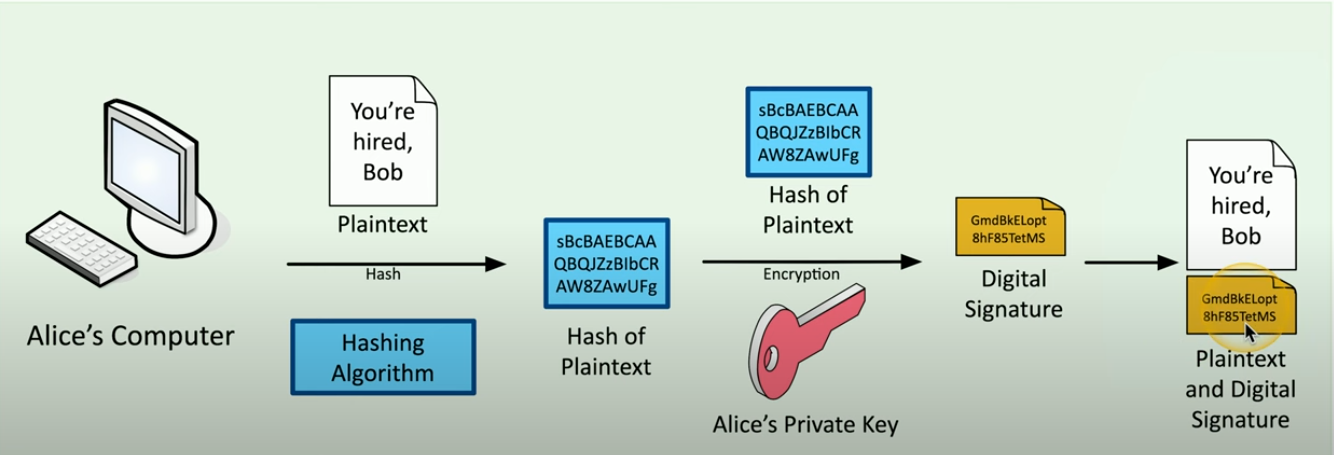 Alice's Computer
You're
hired,
Bob
Plaintext
Hash
Hashing
Algorithm
sBcBAEBCAA
QBQJZzBIbCR
AW8ZAwUFg
Hash of
Plaintext
sBcBAEBCAA
QBQJZzBIbCR
AW8ZAwUFg
Hash of
Plaintext
Encryption
Alice's Private Key
GmdBkELopt
8hF85TetMS
Digital
Signature
You're
hired,
Bob
GmdBkELopt
8hF85TetMS
Plaintext
and Digital
Signature